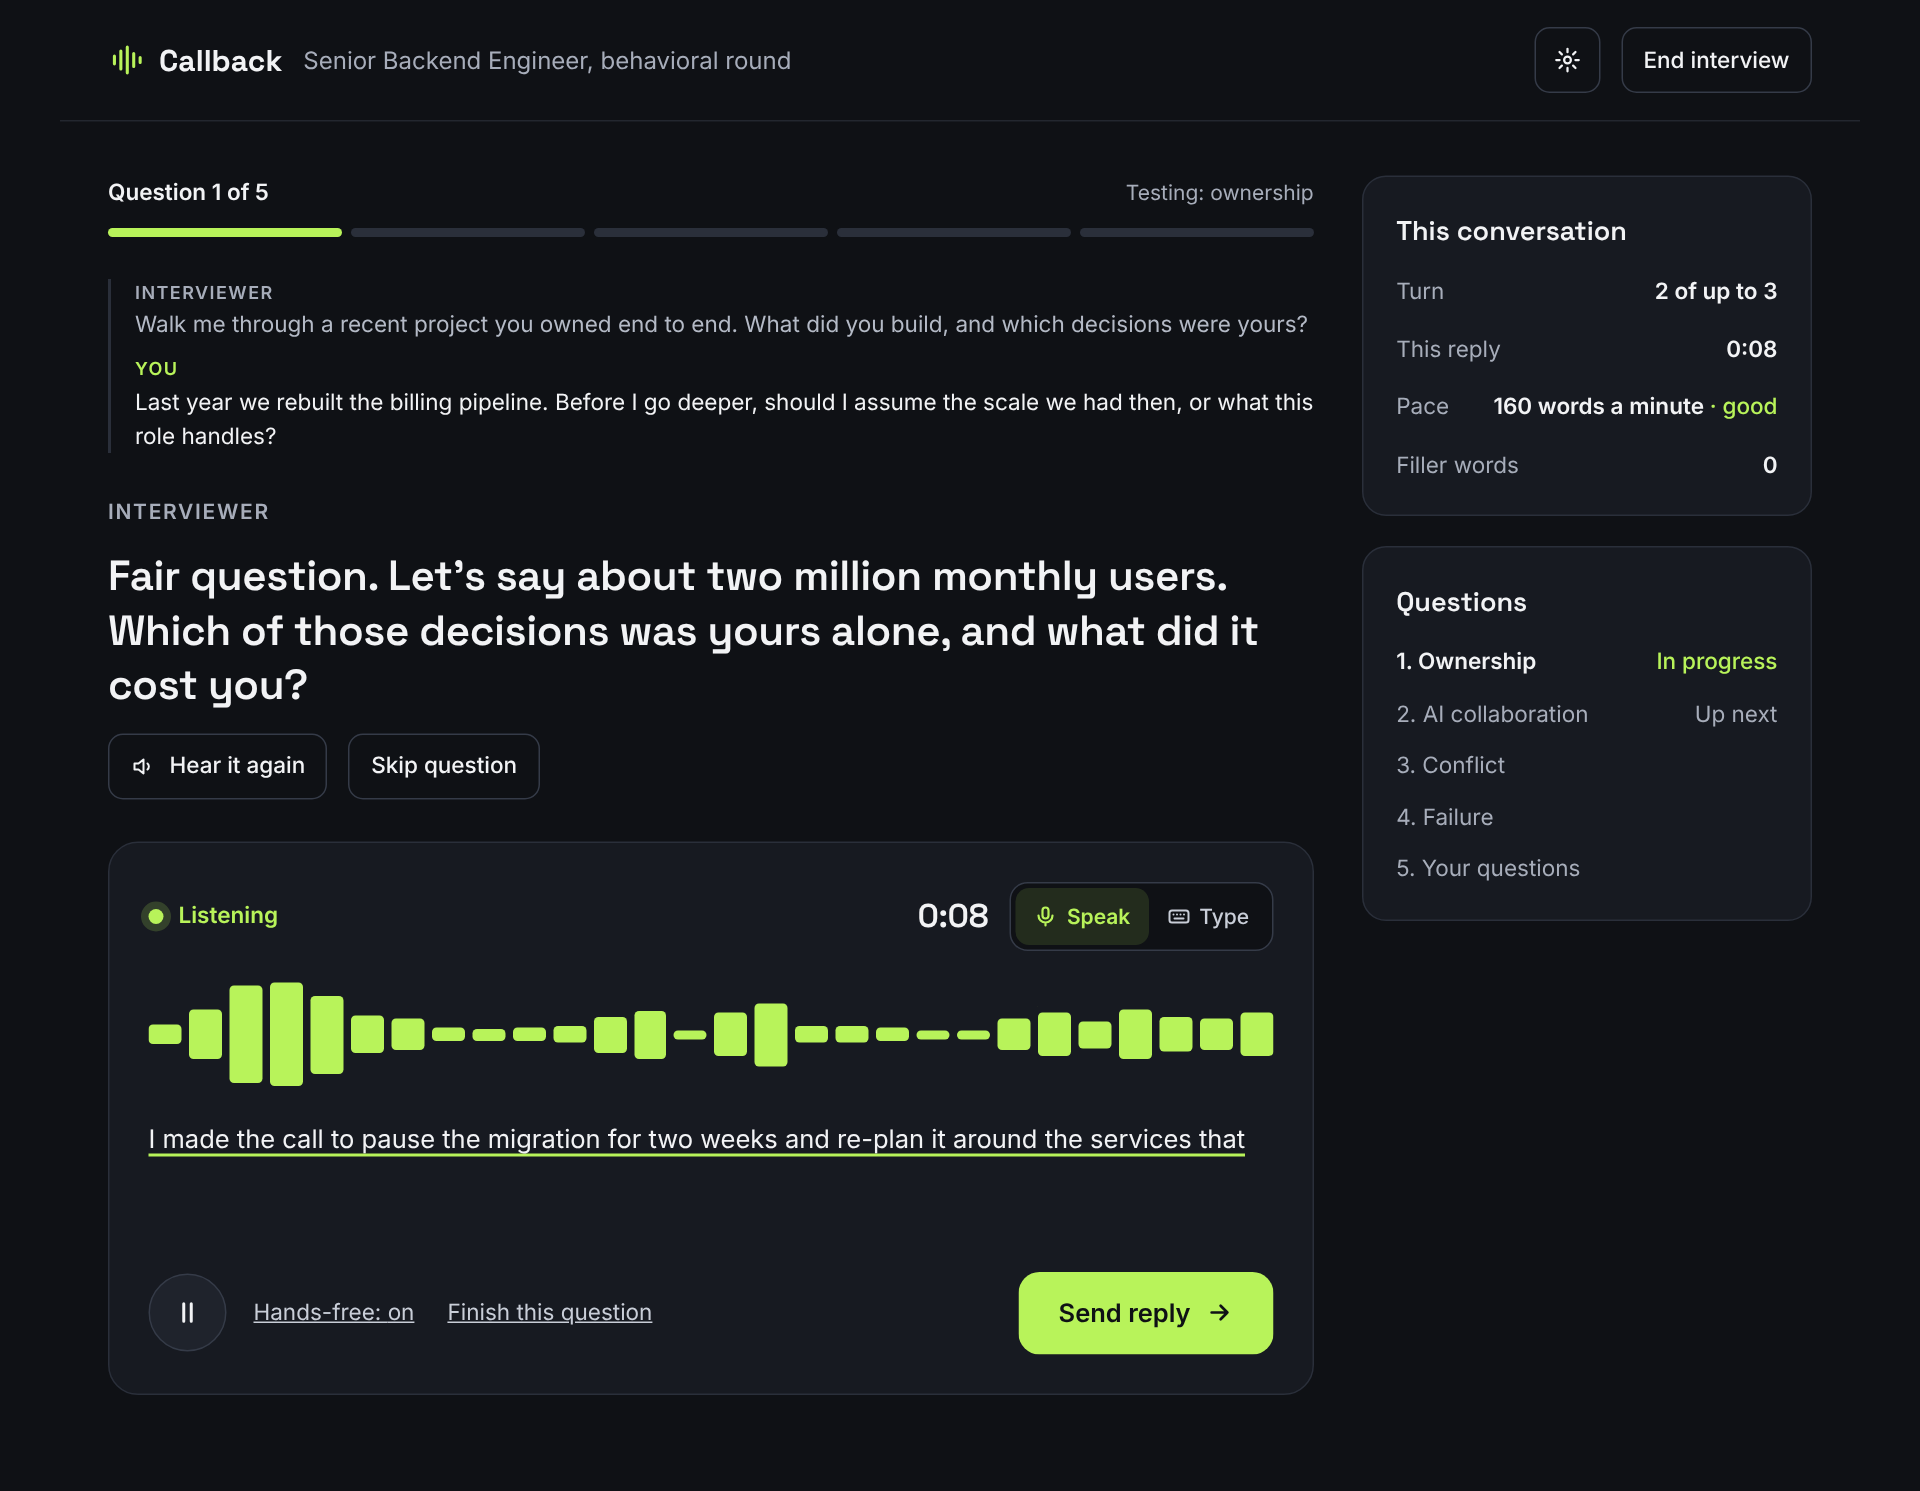 Callback
Senior Backend Engineer, behavioral round
End interview
Question 1 of 5
Testing: ownership
INTERVIEWER
Walk me through a recent project you owned end to end. What did you build, and which decisions were yours?
YOU
Last year we rebuilt the billing pipeline. Before I go deeper, should I assume the scale we had then, or what this
role handles?
INTERVIEWER
Fair question. Let’s say about two million monthly users.
Which of those decisions was yours alone, and what did it
cost you?
Hear it again
Skip question
Listening
0:08
Speak
Type
I made the call to pause the migration for two weeks and re-plan it around the services that
Hands-free: on
Finish this question
Send reply →
This conversation
Turn 2 of up to 3
This reply 0:08
Pace 160 words a minute · good
Filler words 0
Questions
1. Ownership In progress
2. AI collaboration Up next
3. Conflict
4. Failure
5. Your questions